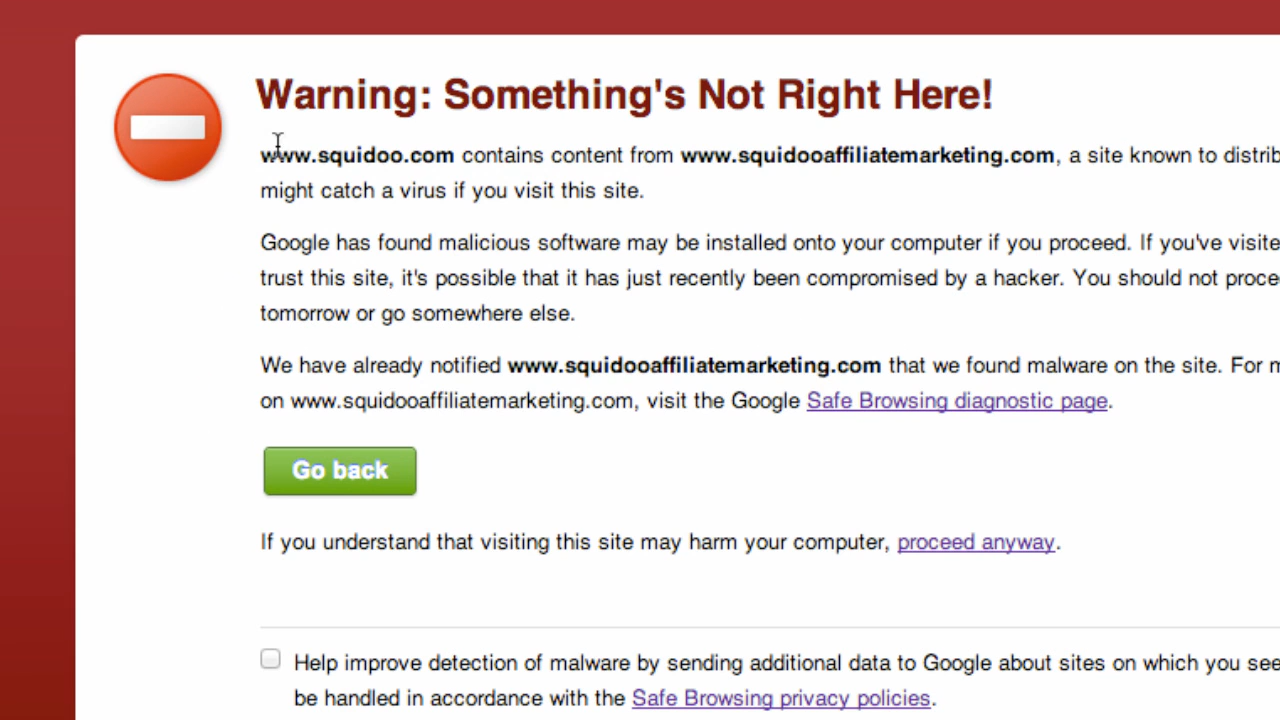 Warning: Something's Not Right Here!
www.squidoo.com contains content from www.squidooaffiliatemarketing.com, a site known to distrib
might catch a virus if you visit this site.
Google has found malicious software may be installed onto your computer if you proceed. If you've visite
trust this site, it's possible that it has just recently been compromised by a hacker. You should not procee
tomorrow or go somewhere else.
We have already notified www.squidooaffiliatemarketing.com that we found malware on the site. For m
on www.squidooaffiliatemarketing.com, visit the Google Safe Browsing diagnostic page.
Go back
If you understand that visiting this site may harm your computer, proceed anyway.
Help improve detection of malware by sending additional data to Google about sites on which you see
be handled in accordance with the Safe Browsing privacy policies.